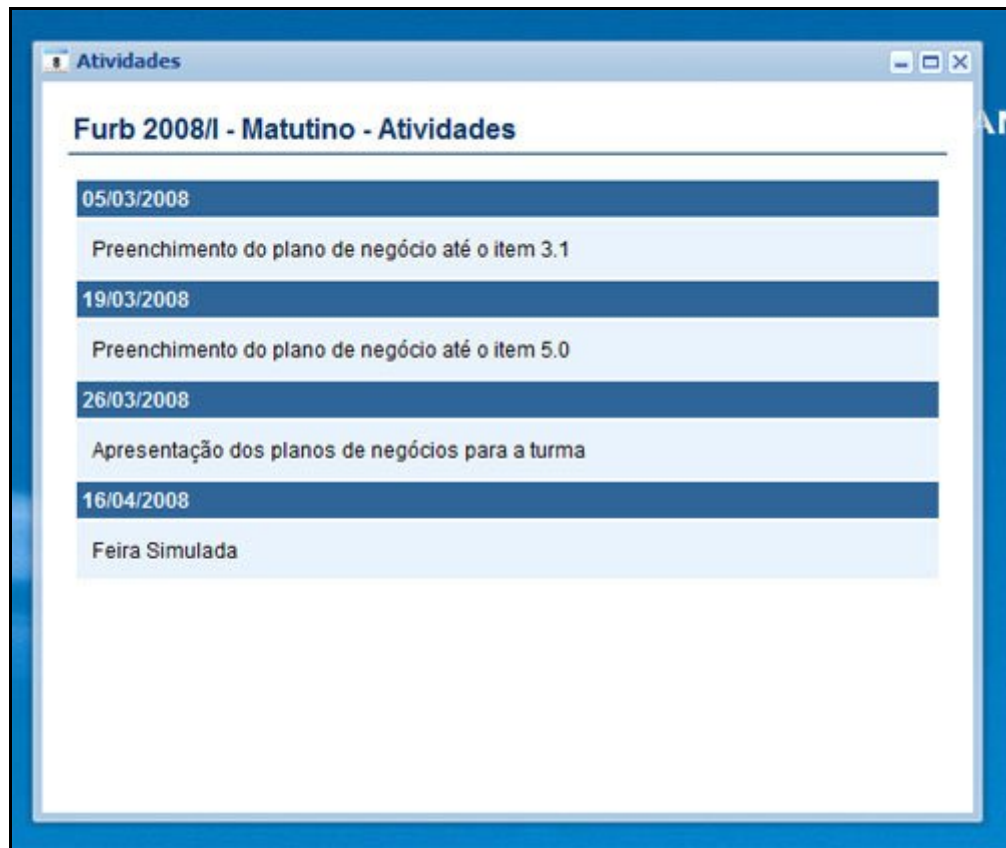 Atividades
Furb 2008/I - Matutino - Atividades
05/03/2008
Preenchimento do plano de negócio até o item 3.1
19/03/2008
Preenchimento do plano de negócio até o item 5.0
26/03/2008
Apresentação dos planos de negócios para a turma
16/04/2008
Feira Simulada